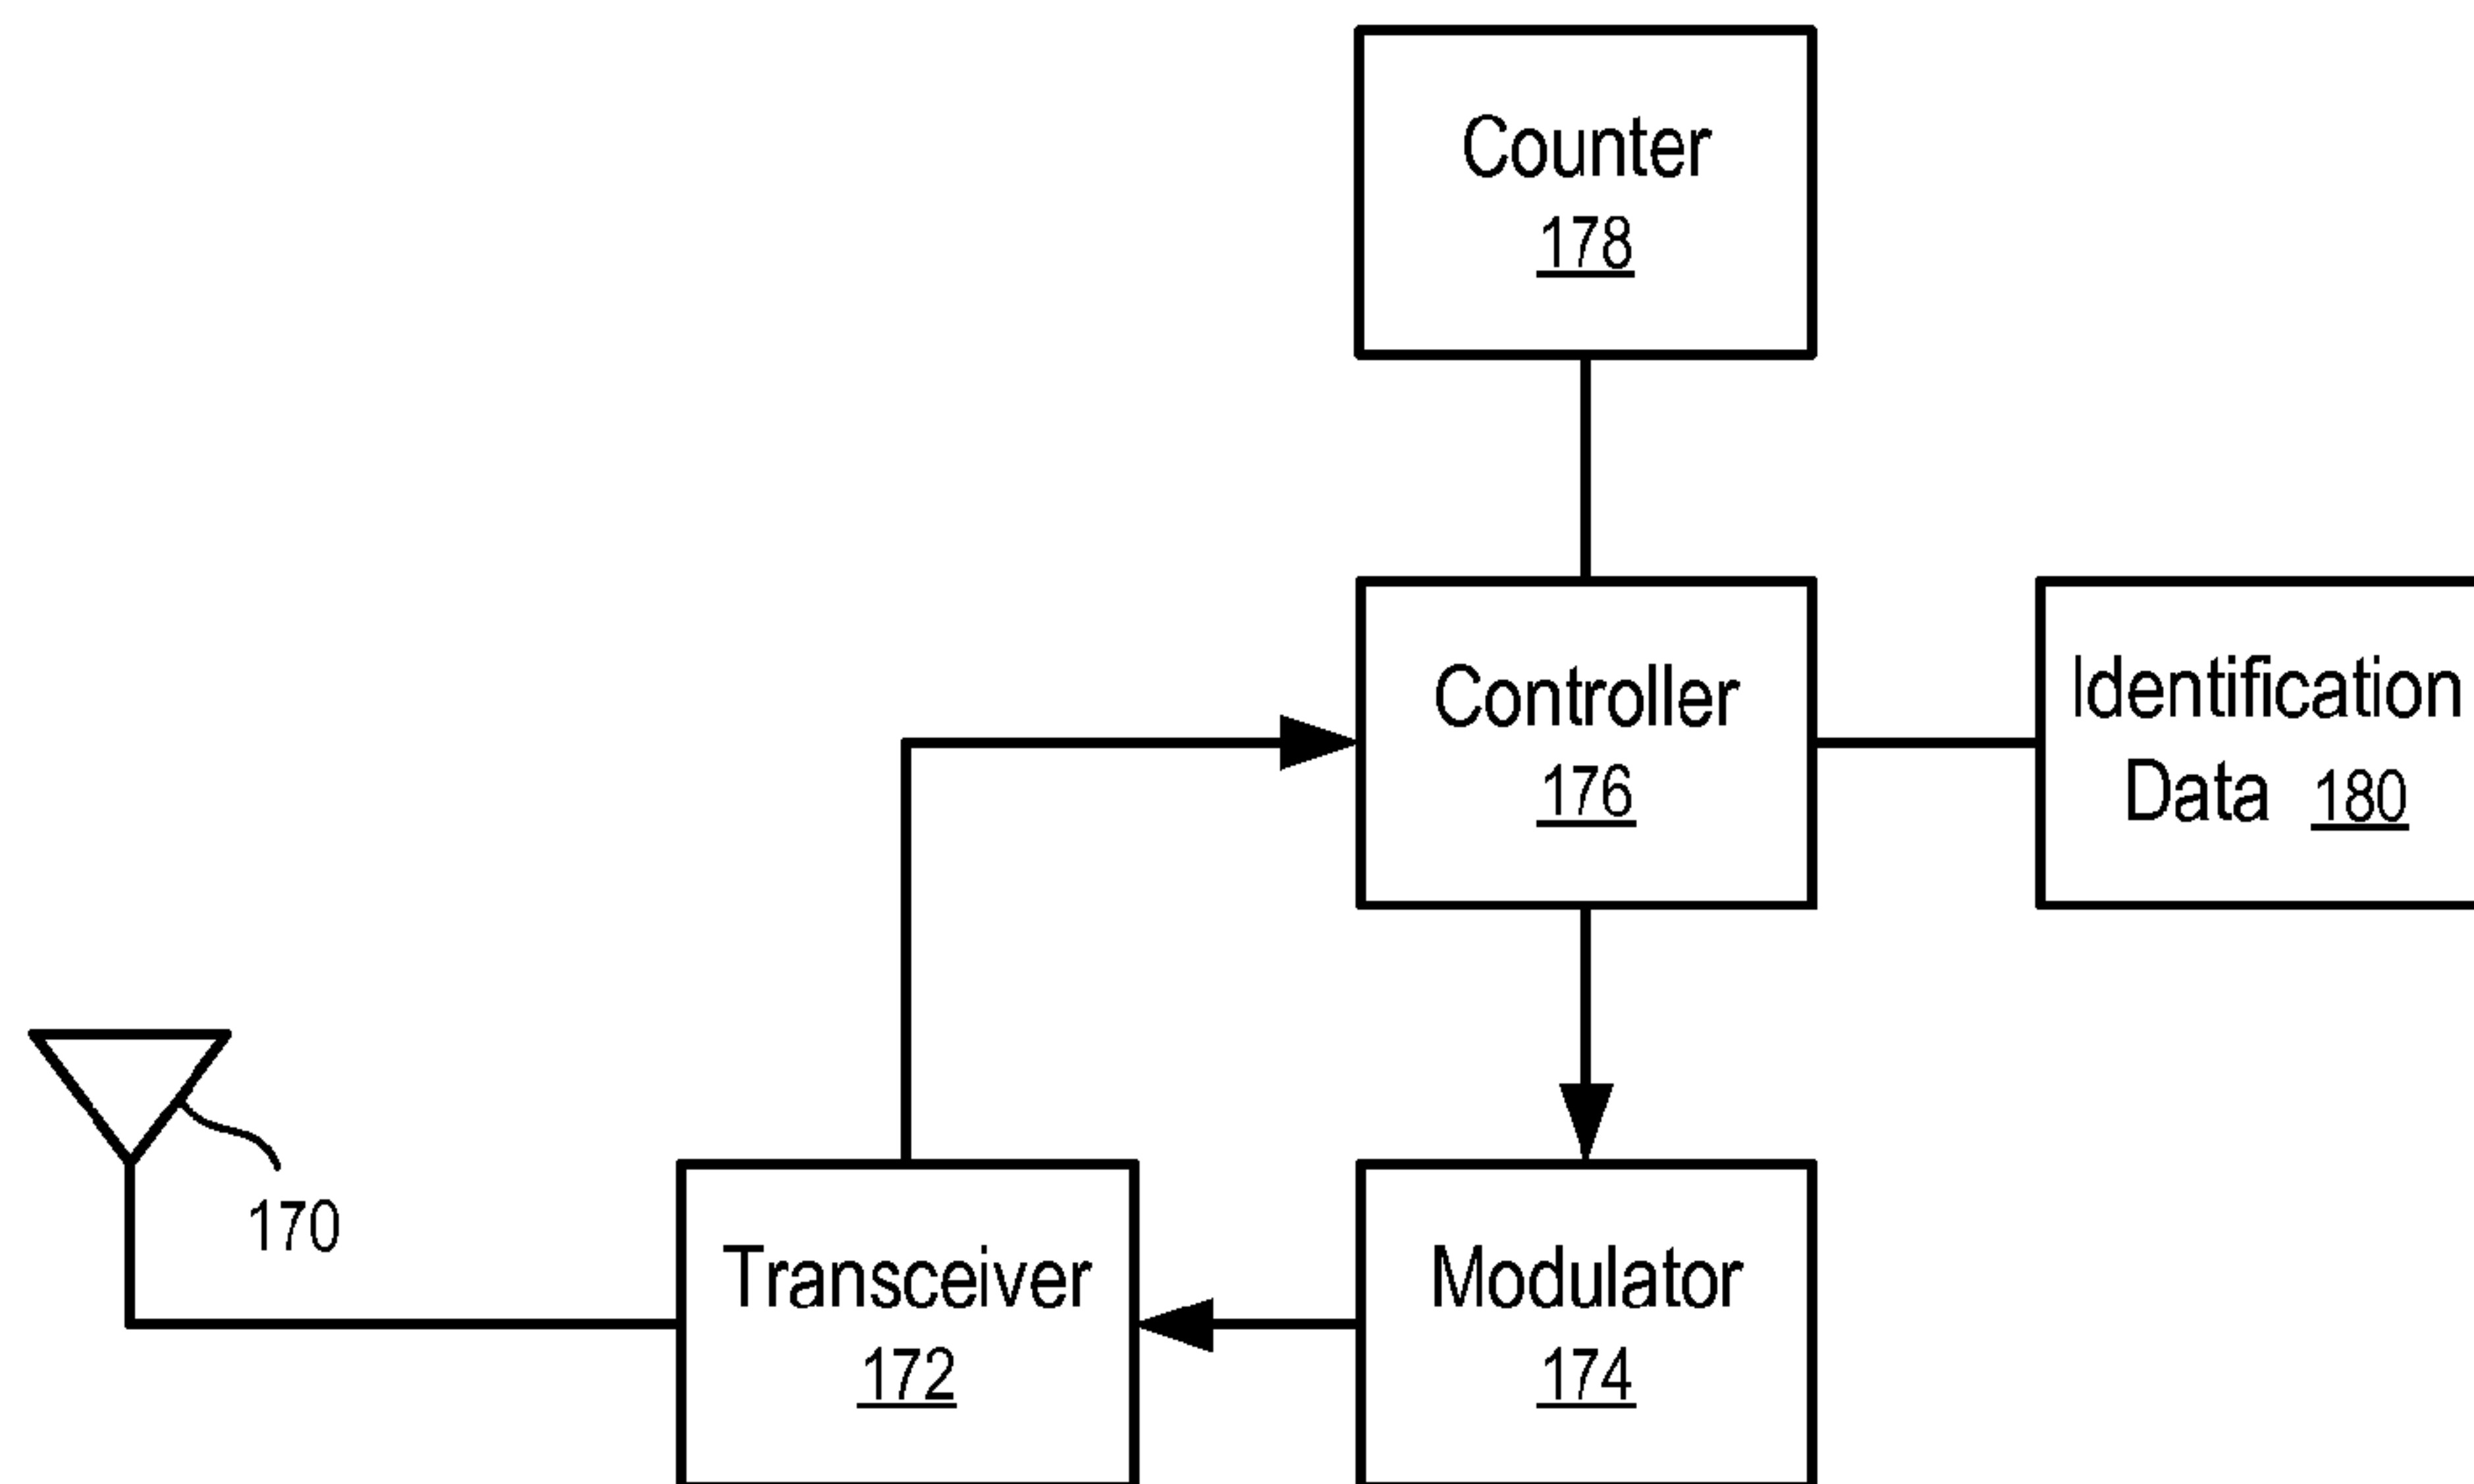 Counter
178
Controller
176
Identification
Data 180
170
Transceiver
172
Modulator
174